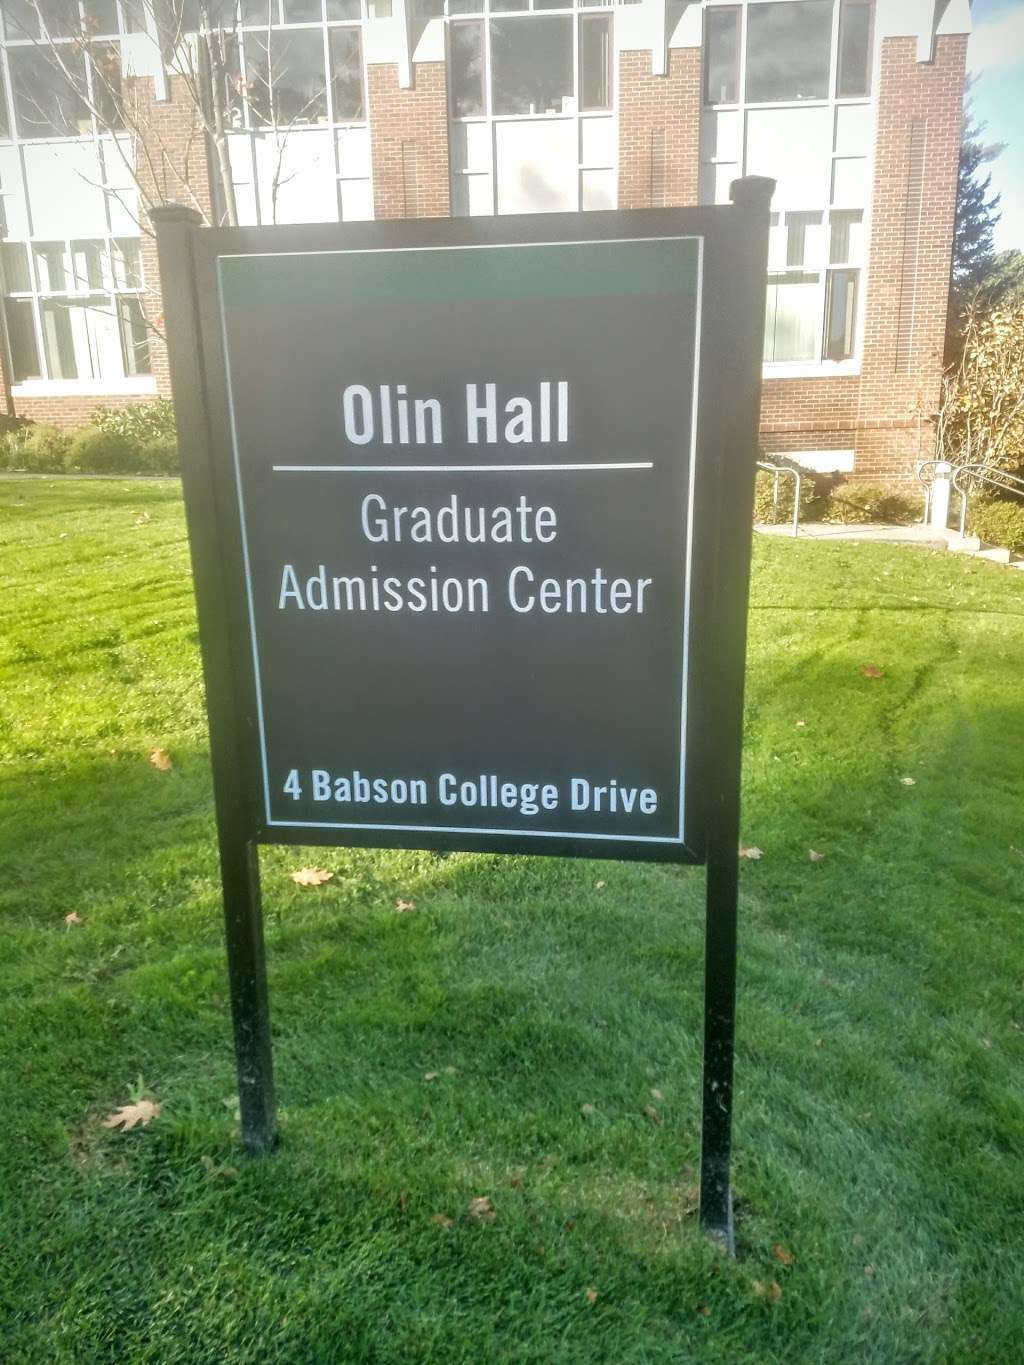 Olin Hall
Graduate
Admission Center
4 Babson College Drive